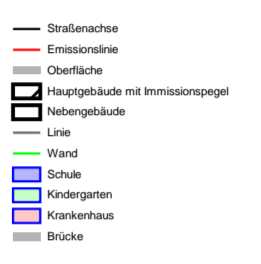 Straßenachse
Emissionslinie
Oberfläche
Hauptgebäude mit Immissionspegel
Nebengebäude
Linie
Wand
Schule
Kindergarten
Krankenhaus
Brücke